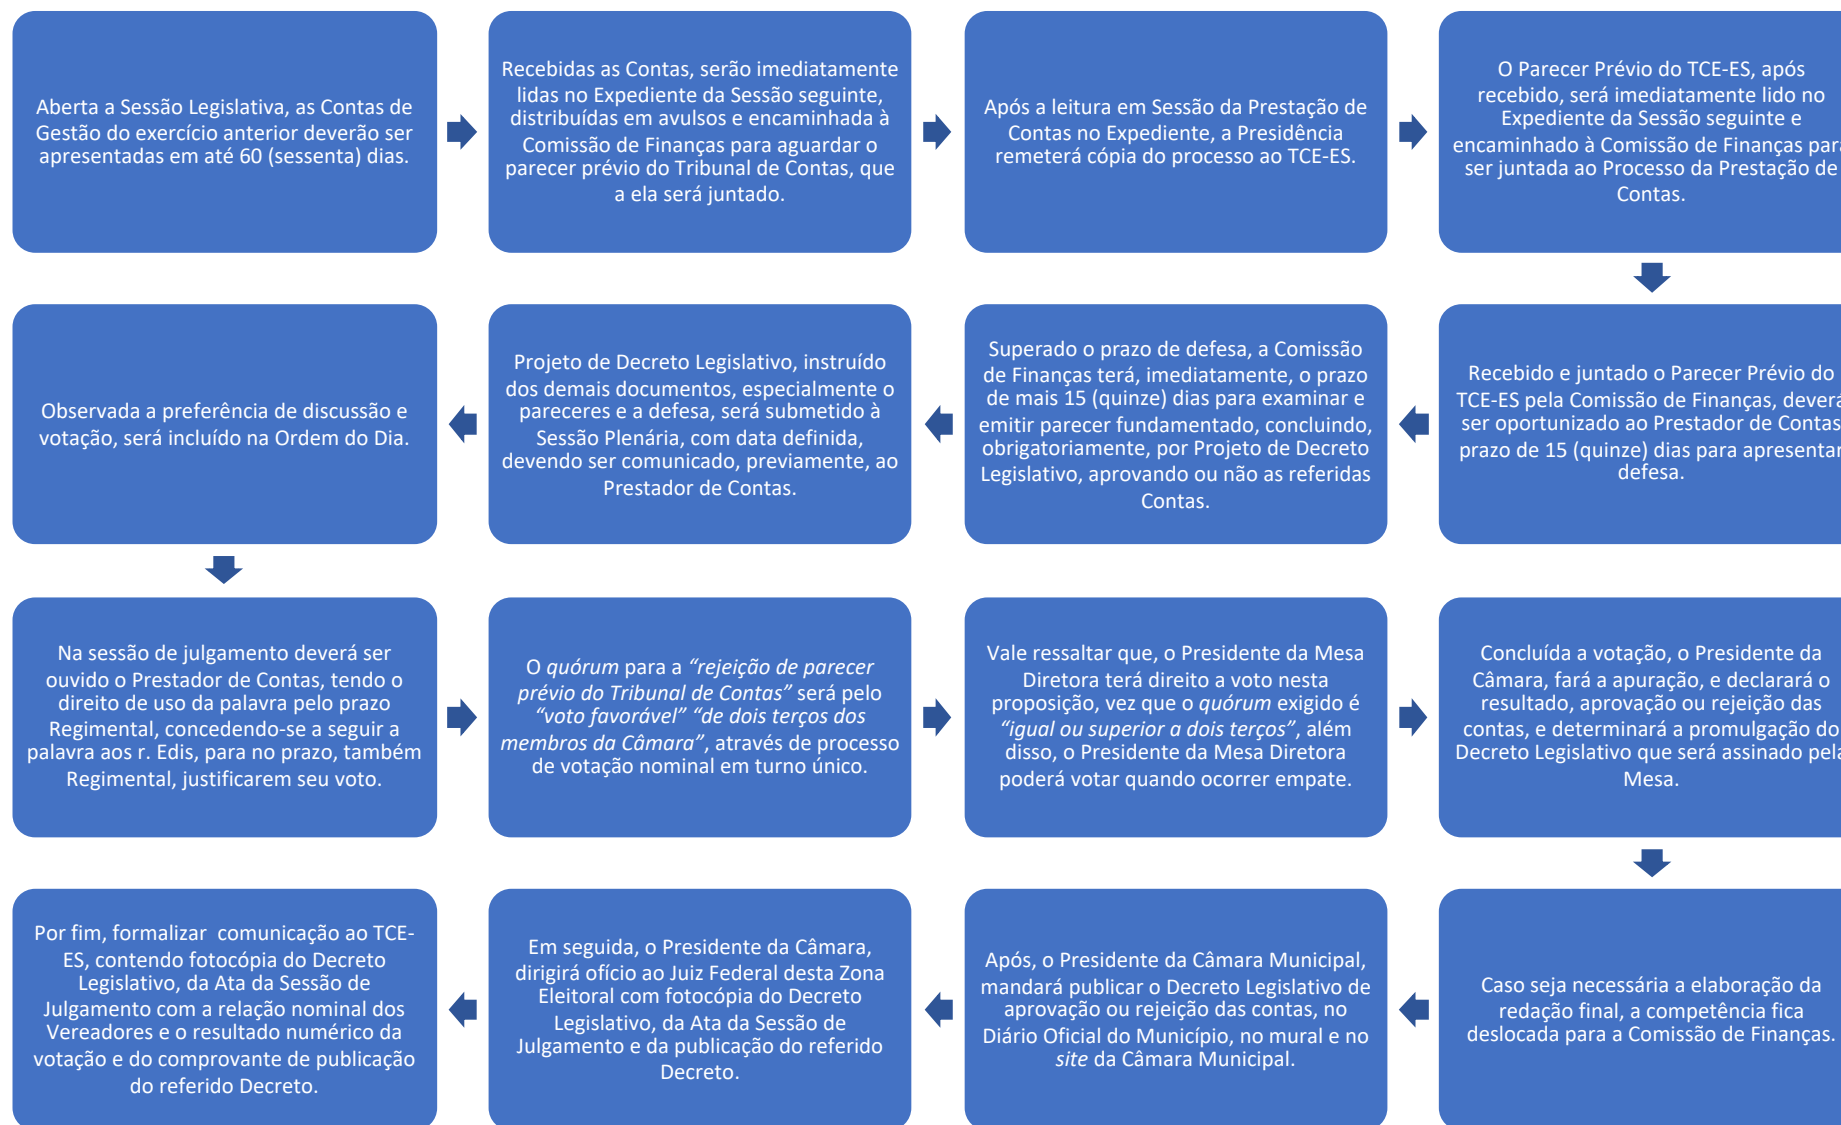 Aberta a Sessão Legislativa, as Contas de
Gestão do exercício anterior deverão ser
apresentadas em até 60 (sessenta) dias.
Recebidas as Contas, serão imediatamente
lidas no Expediente da Sessão seguinte,
distribuídas em avulsos e encaminhada à
Comissão de Finanças para aguardar o
parecer prévio do Tribunal de Contas, que
a ela será juntado.
Após a leitura em Sessão da Prestação de
Contas no Expediente, a Presidência
remeterá cópia do processo ao TCE-ES.
O Parecer Prévio do TCE-ES, após
recebido, será imediatamente lido no
Expediente da Sessão seguinte e
encaminhado à Comissão de Finanças para
ser juntada ao Processo da Prestação de
Contas.
Recebido e juntado o Parecer Prévio do
TCE-ES pela Comissão de Finanças, deverá
ser oportunizado ao Prestador de Contas
prazo de 15 (quinze) dias para apresentar
defesa.
Superado o prazo de defesa, a Comissão
de Finanças terá, imediatamente, o prazo
de mais 15 (quinze) dias para examinar e
emitir parecer fundamentado, concluindo,
obrigatoriamente, por Projeto de Decreto
Legislativo, aprovando ou não as referidas
Contas.
Projeto de Decreto Legislativo, instruído
dos demais documentos, especialmente o
pareceres e a defesa, será submetido à
Sessão Plenária, com data definida,
devendo ser comunicado, previamente, ao
Prestador de Contas.
Observada a preferência de discussão e
votação, será incluído na Ordem do Dia.
Na sessão de julgamento deverá ser
ouvido o Prestador de Contas, tendo o
direito de uso da palavra pelo prazo
Regimental, concedendo-se a seguir a
palavra aos r. Edis, para no prazo, também
Regimental, justificarem seu voto.
O quórum para a “rejeição de parecer
prévio do Tribunal de Contas” será pelo
“voto favorável” “de dois terços dos
membros da Câmara”, através de processo
de votação nominal em turno único.
Vale ressaltar que, o Presidente da Mesa
Diretora terá direito a voto nesta
proposição, vez que o quórum exigido é
“igual ou superior a dois terços”, além
disso, o Presidente da Mesa Diretora
poderá votar quando ocorrer empate.
Concluída a votação, o Presidente da
Câmara, fará a apuração, e declarará o
resultado, aprovação ou rejeição das
contas, e determinará a promulgação do
Decreto Legislativo que será assinado pela
Mesa.
Caso seja necessária a elaboração da
redação final, a competência fica
deslocada para a Comissão de Finanças.
Após, o Presidente da Câmara Municipal,
mandará publicar o Decreto Legislativo de
aprovação ou rejeição das contas, no
Diário Oficial do Município, no mural e no
site da Câmara Municipal.
Em seguida, o Presidente da Câmara,
dirigirá ofício ao Juiz Federal desta Zona
Eleitoral com fotocópia do Decreto
Legislativo, da Ata da Sessão de
Julgamento e da publicação do referido
Decreto.
Por fim, formalizar comunicação ao TCE-
ES, contendo fotocópia do Decreto
Legislativo, da Ata da Sessão de
Julgamento com a relação nominal dos
Vereadores e o resultado numérico da
votação e do comprovante de publicação
do referido Decreto.